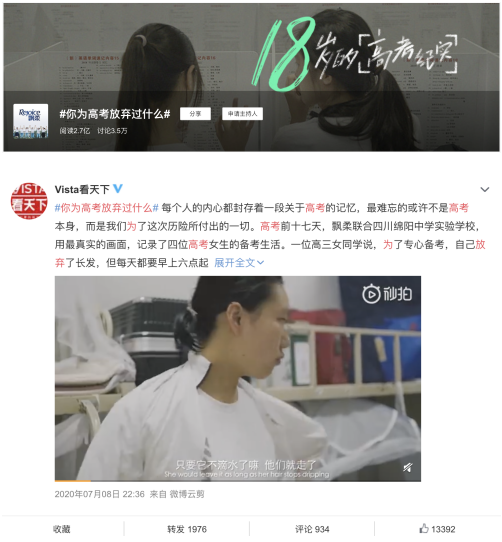 18岁的[高考纪实]
Rejoice
飘柔
#你为高考放弃过什么#
分享
申请主持人
阅读2.7亿 讨论3.5万
VISTA
看天下
Vista看天下
#你为高考放弃过什么# 每个人的内心都封存着一段关于高考的记忆，最难忘的或许不是高考
本身，而是我们为了这次历险所付出的一切。高考前十七天，飘柔联合四川绵阳中学实验学校，
用最真实的画面，记录了四位高考女生的备考生活。一位高三女同学说，为了专心备考，自己放
弃了长发，但每天都要早上六点起 展开全文
秒拍
只要它不滴水了嘛 他们就走了
She would leave it as long as her hair stops dripping
2020年07月08日 22:36 来自 微博云剪
收藏
转发 1976
评论 934
13392